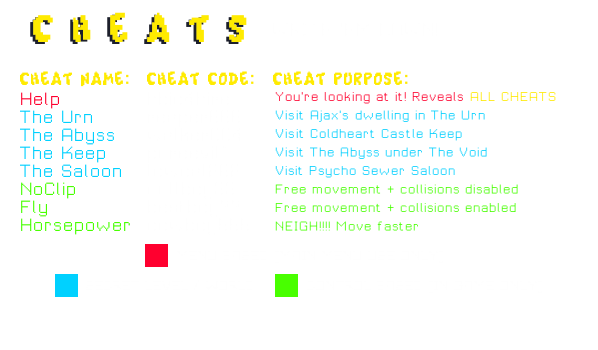 CHEATS
CHEAT NAME: CHEAT CODE: CHEAT PURPOSE:
Help You're looking at it! Reveals ALL CHEATS
The Urn Visit Ajax's dwelling in The Urn
The Abyss Visit Coldheart Castle Keep
The Keep Visit The Abyss under The Void
The Saloon Visit Psycho Sewer Saloon
NoClip Free movement + collisions disabled
Fly Free movement + collisions enabled
Horsepower NEIGH!!!! Move faster